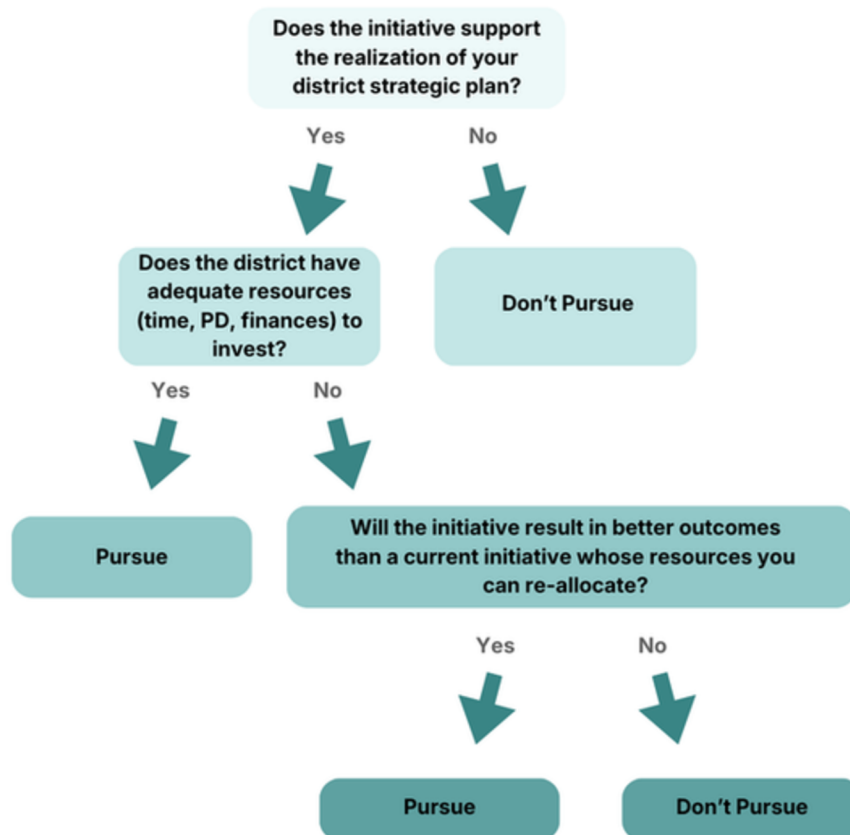 Does the initiative support
the realization of your
district strategic plan?
Yes
No
Does the district have
adequate resources
(time, PD, finances) to
invest?
Don’t Pursue
Yes
No
Pursue
Will the initiative result in better outcomes
than a current initiative whose resources you
can re-allocate?
Yes
No
Pursue
Don’t Pursue